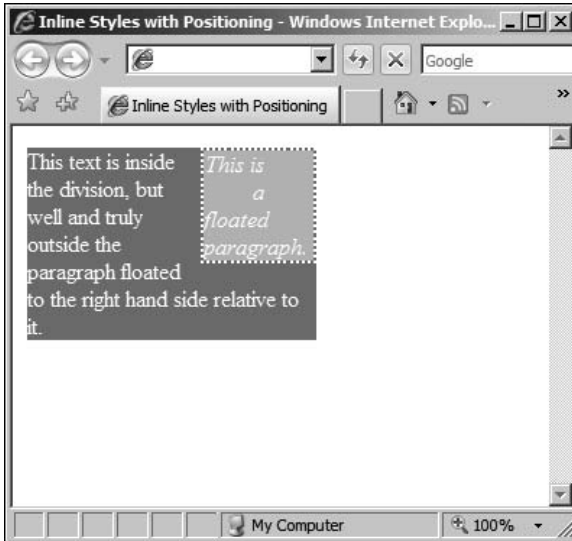 Inline Styles with Positioning - Windows Internet Explo...
Google
Inline Styles with Positioning
This text is inside
the division, but
well and truly
outside the
paragraph floated
to the right hand side relative to
it.
This is
a
floated
paragraph.
My Computer
100%